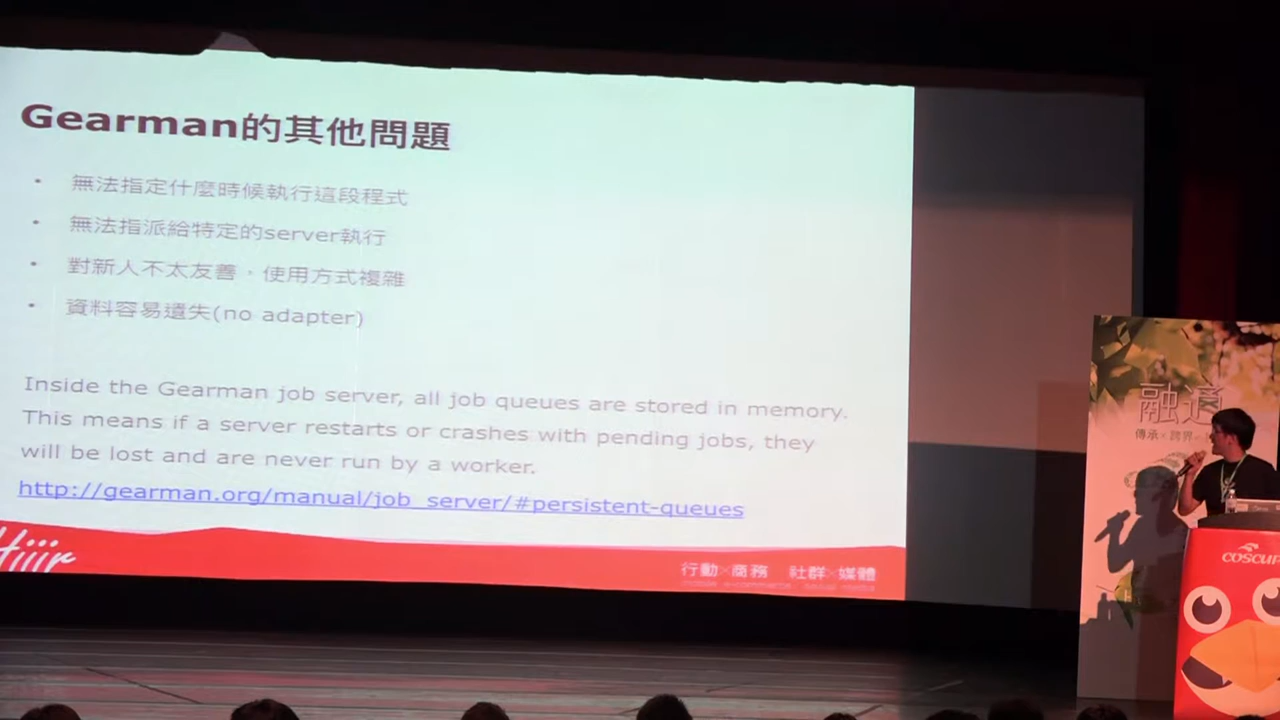 Gearman的其他問題
• 無法指定什麼時候執行這段程式
• 無法指派給特定的server執行
• 對新人不太友善，使用方式複雜
• 資料容易遺失(no adapter)
Inside the Gearman job server, all job queues are stored in memory.
This means if a server restarts or crashes with pending jobs, they
will be lost and are never run by a worker.
http://gearman.org/manual/job_server/#persistent-queues
Hiiir
行動×商務 社群×媒體
融通
傳承×跨界
COSCUP